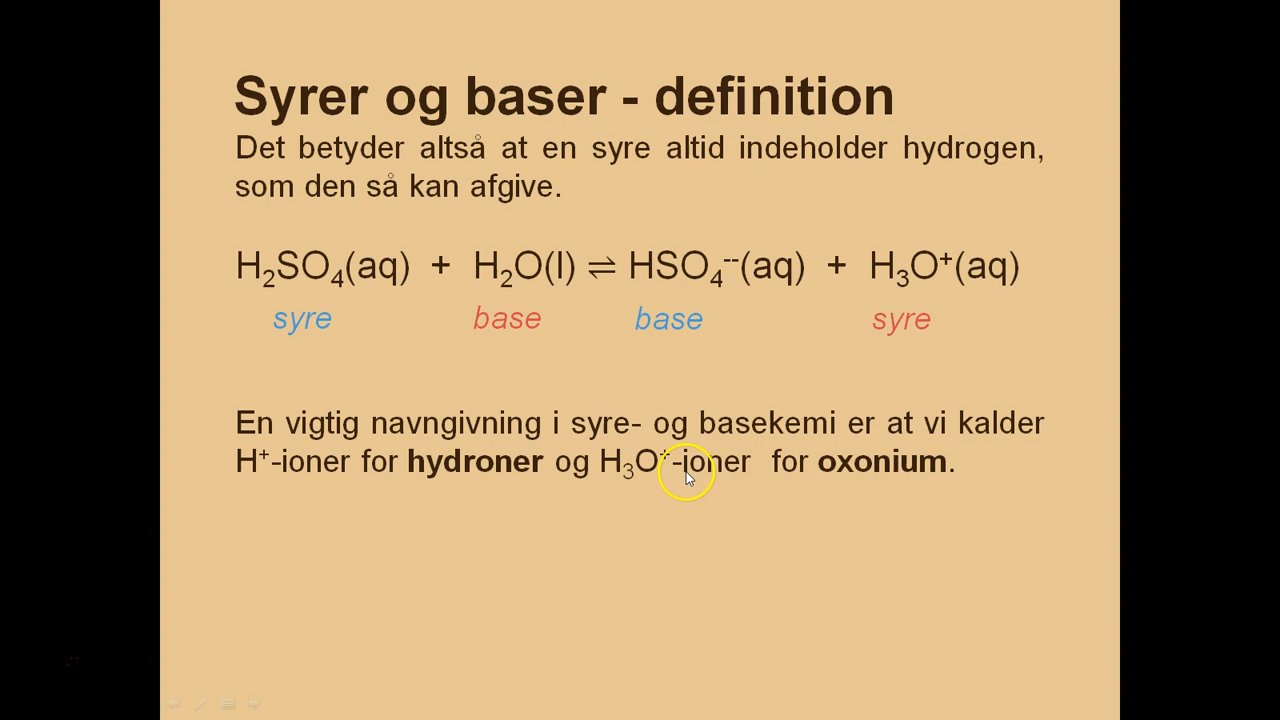 Syrer og baser - definition
Det betyder altså at en syre altid indeholder hydrogen,
som den så kan afgive.
H₂SO₄(aq) + H₂O(l) ⇌ HSO₄⁻⁻(aq) + H₃O⁺(aq)
syre base base syre
En vigtig navngivning i syre- og basekemi er at vi kalder
H⁺-ioner for hydroner og H₃O⁺-ioner for oxonium.